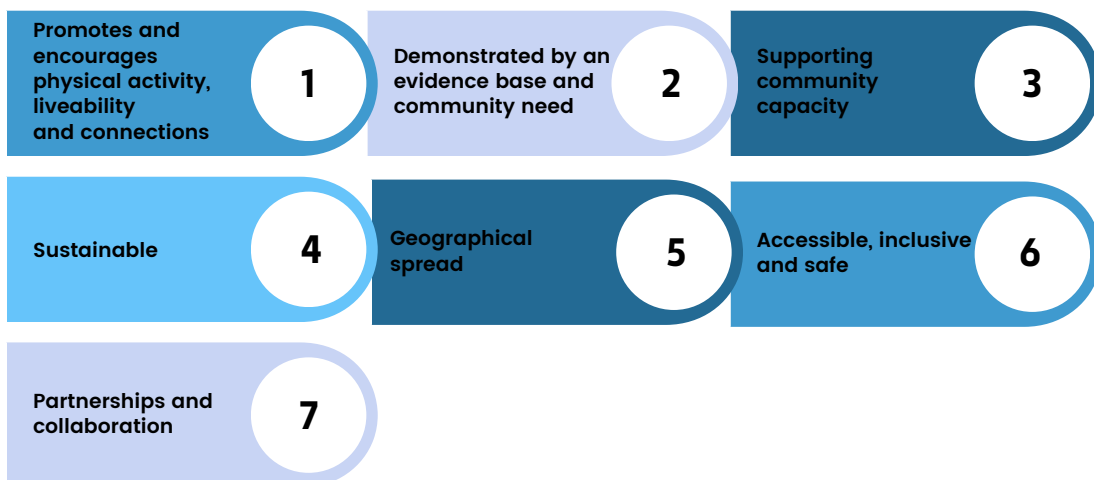 Promotes and
encourages
physical activity,
liveability
and connections
1
Demonstrated by an
evidence base and
community need
2
Supporting
community
capacity
3
Sustainable
4
Geographical
spread
5
Accessible, inclusive
and safe
6
Partnerships and
collaboration
7